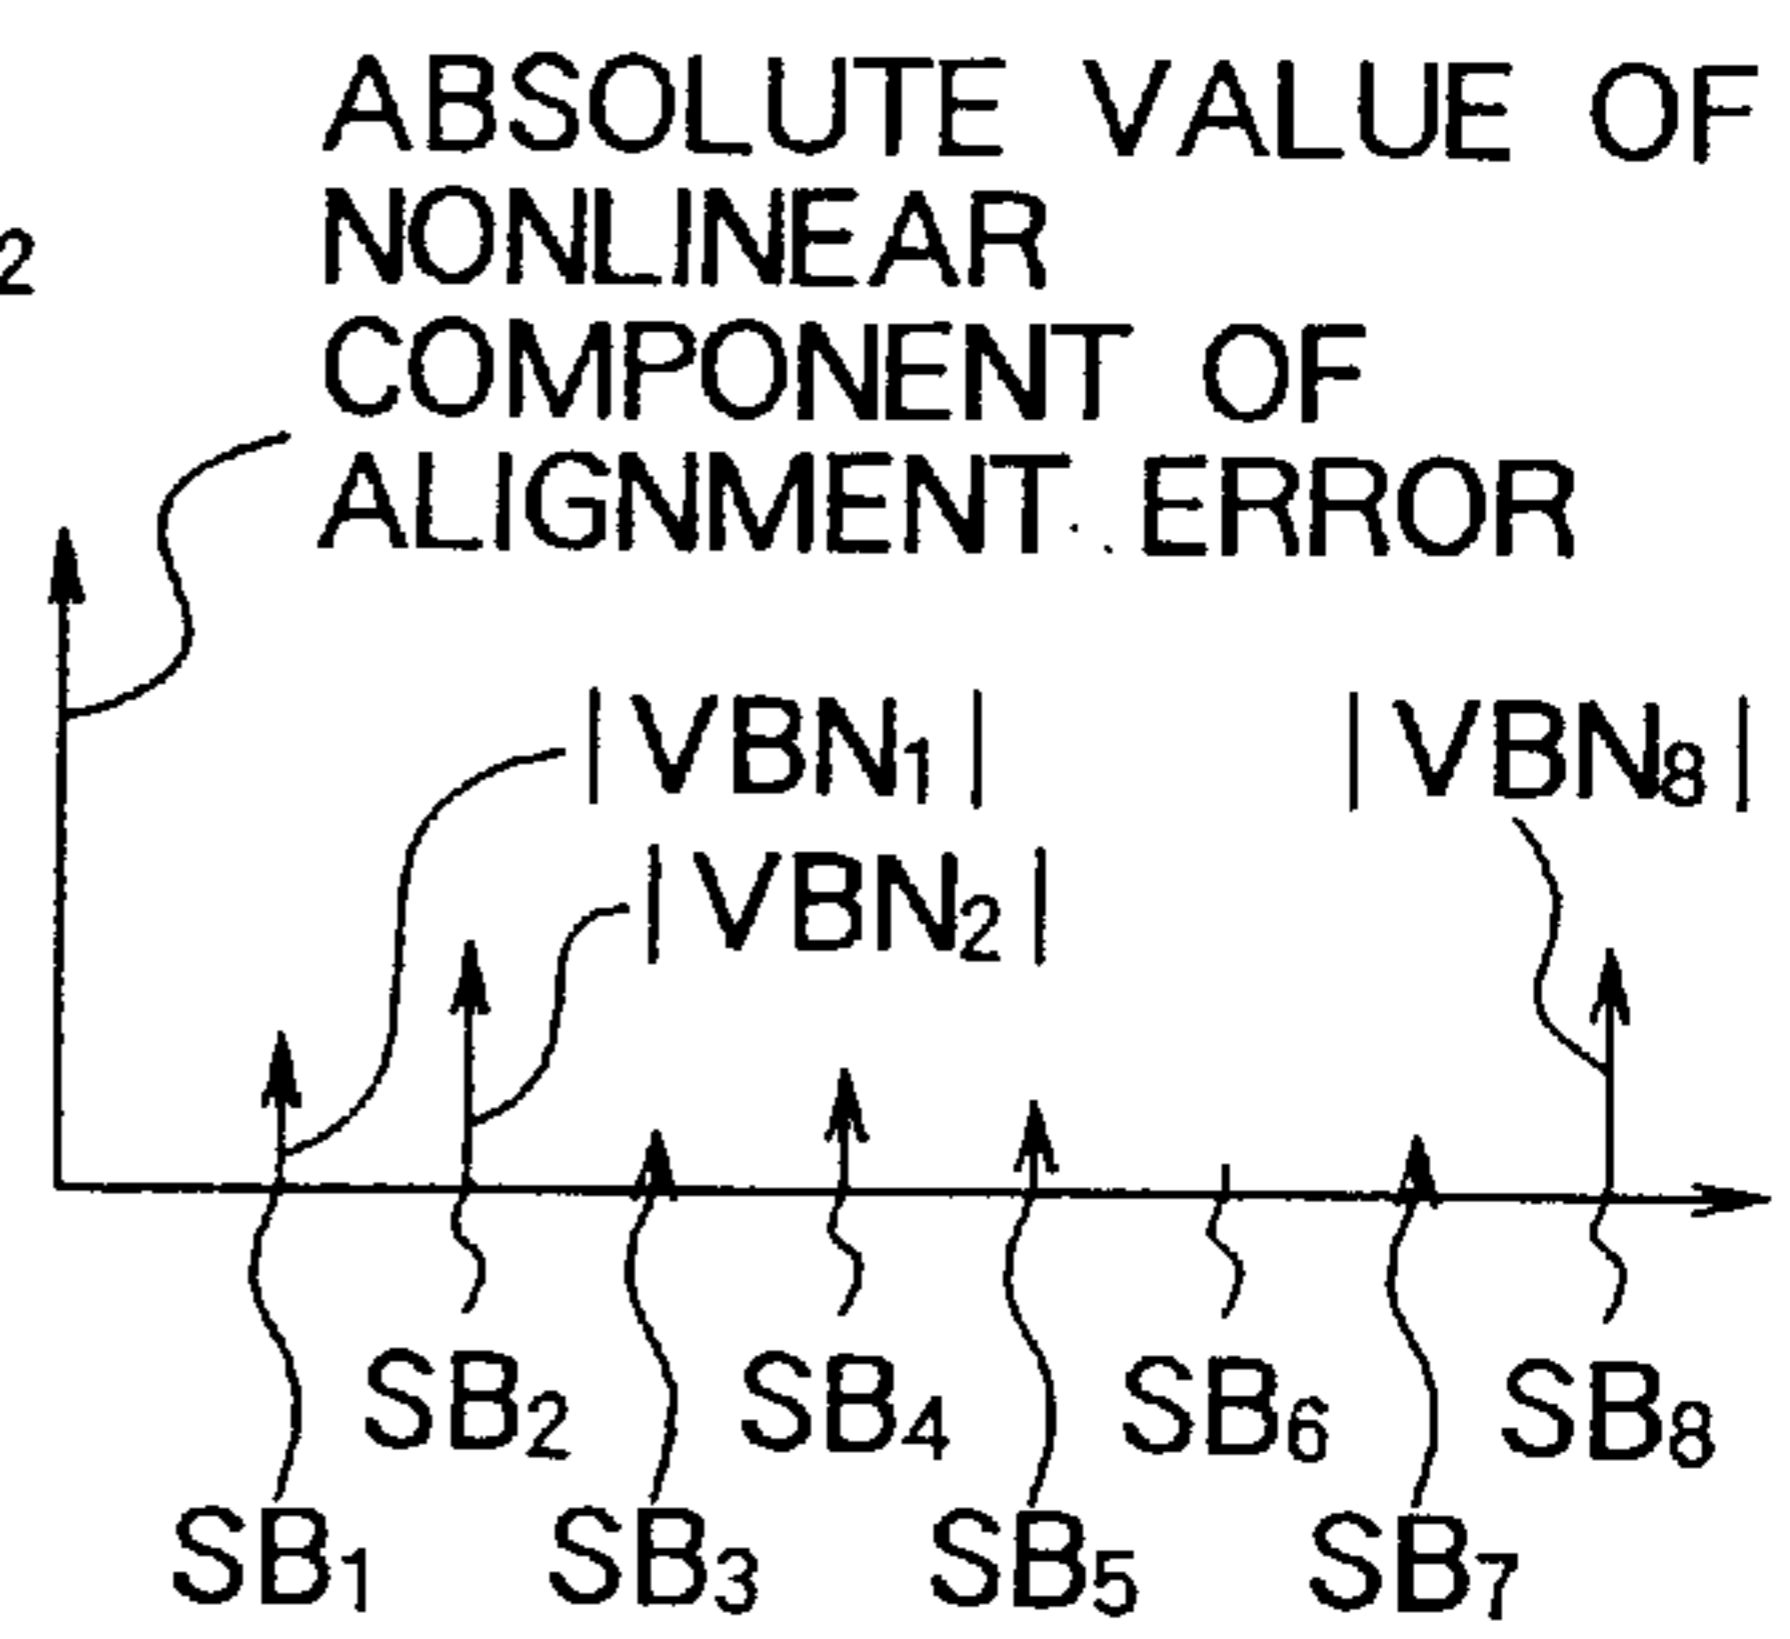 ABSOLUTE VALUE OF
2
NONLINEAR
COMPONENT OF
ALIGNMENT ERROR
|VBN1| |VBN8|
|VBN2|
SB2 SB4 SB6 SB8
SB1 SB3 SB5 SB7